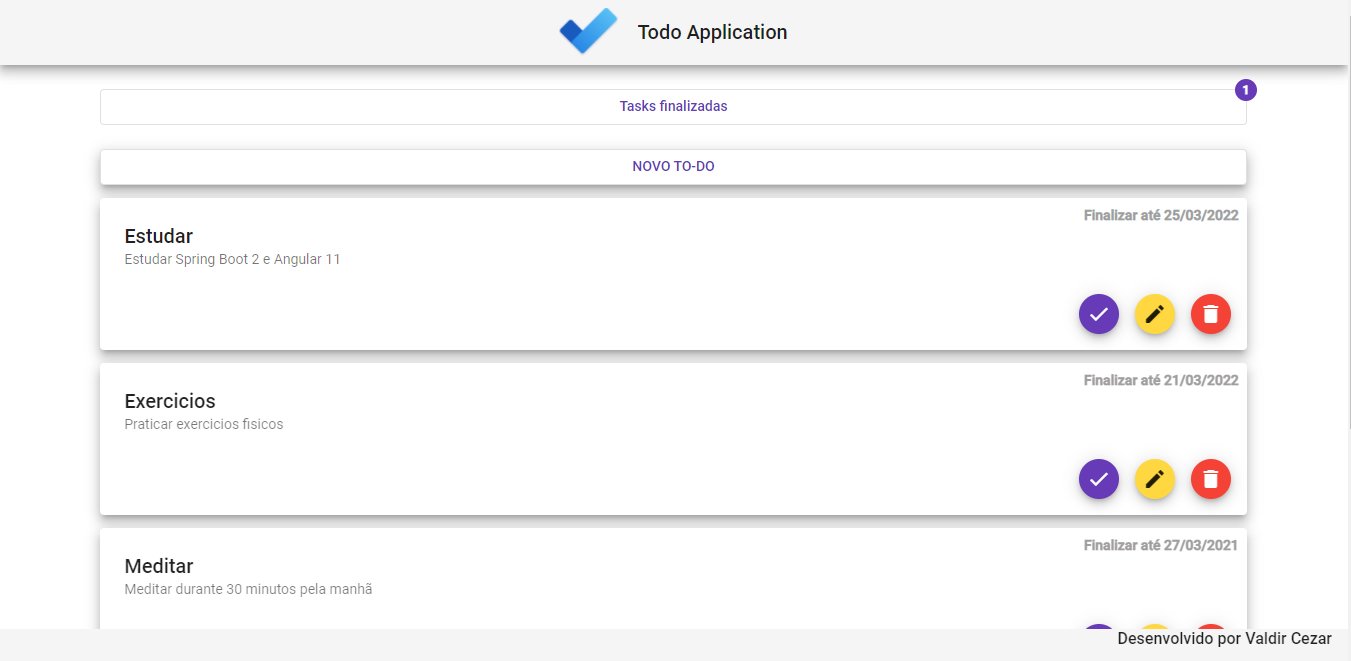 Todo Application
1
Tasks finalizadas
NOVO TO-DO
Finalizar até 25/03/2022
Estudar
Estudar Spring Boot 2 e Angular 11
Finalizar até 21/03/2022
Exercicios
Praticar exercicios fisicos
Finalizar até 27/03/2021
Meditar
Meditar durante 30 minutos pela manhã
Desenvolvido por Valdir Cezar